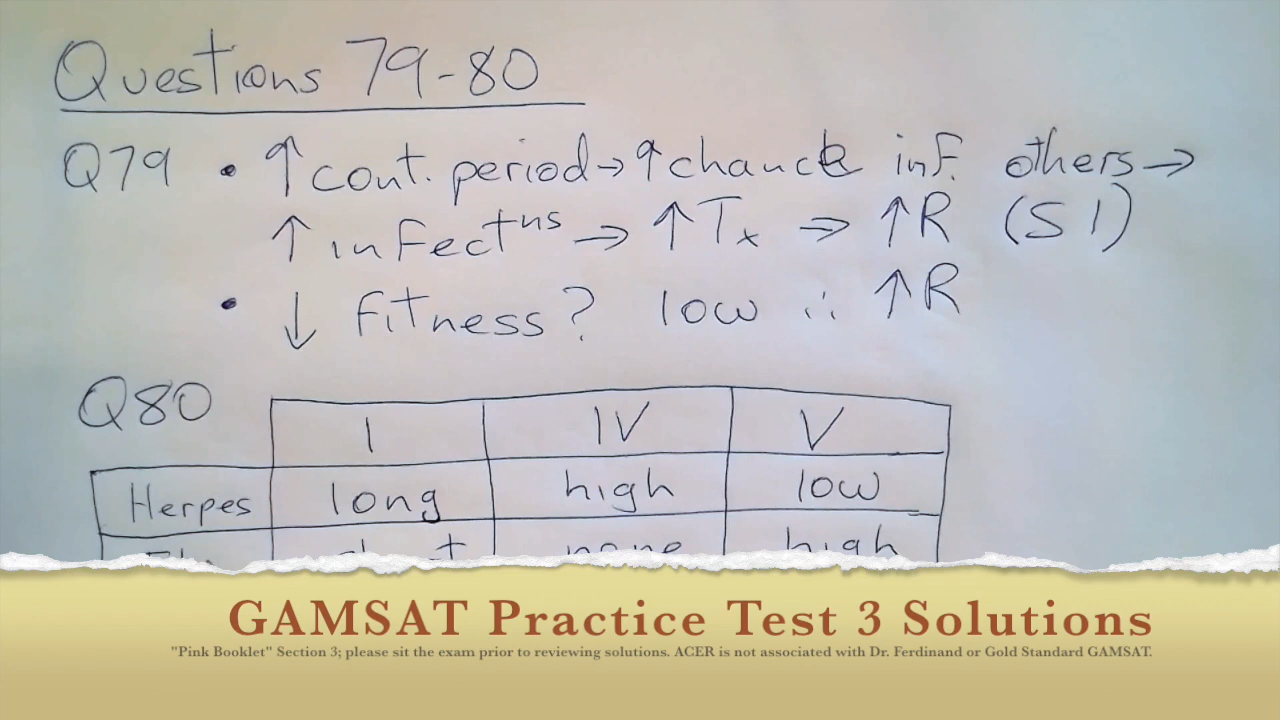 Questions 79-80
Q79 • ↑ cont. period → ↑ chance inf. others →
↑ infectns → ↑ Tx → ↑R (S I)
• ↓ fitness? low ∴ ↑R
Q80
I IV V
Herpes long high low
none high
GAMSAT Practice Test 3 Solutions
"Pink Booklet" Section 3; please sit the exam prior to reviewing solutions. ACER is not associated with Dr. Ferdinand or Gold Standard GAMSAT.